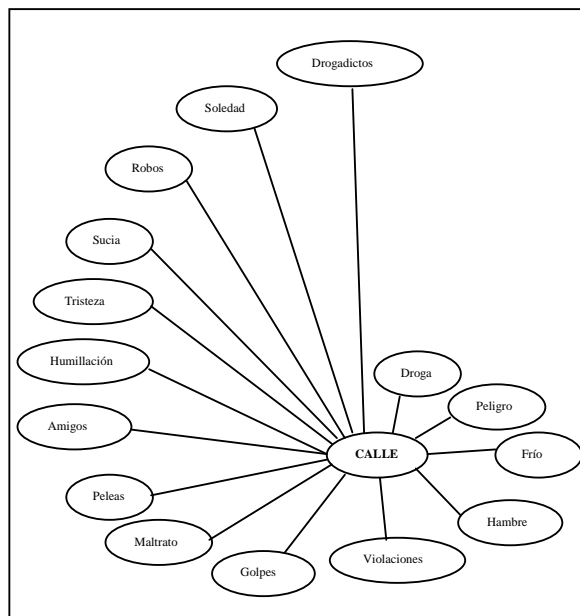 Drogadictos
Soledad
Robos
Sucia
Tristeza
Humillación
Droga
Peligro
Amigos
CALLE
Frío
Peleas
Hambre
Maltrato
Violaciones
Golpes